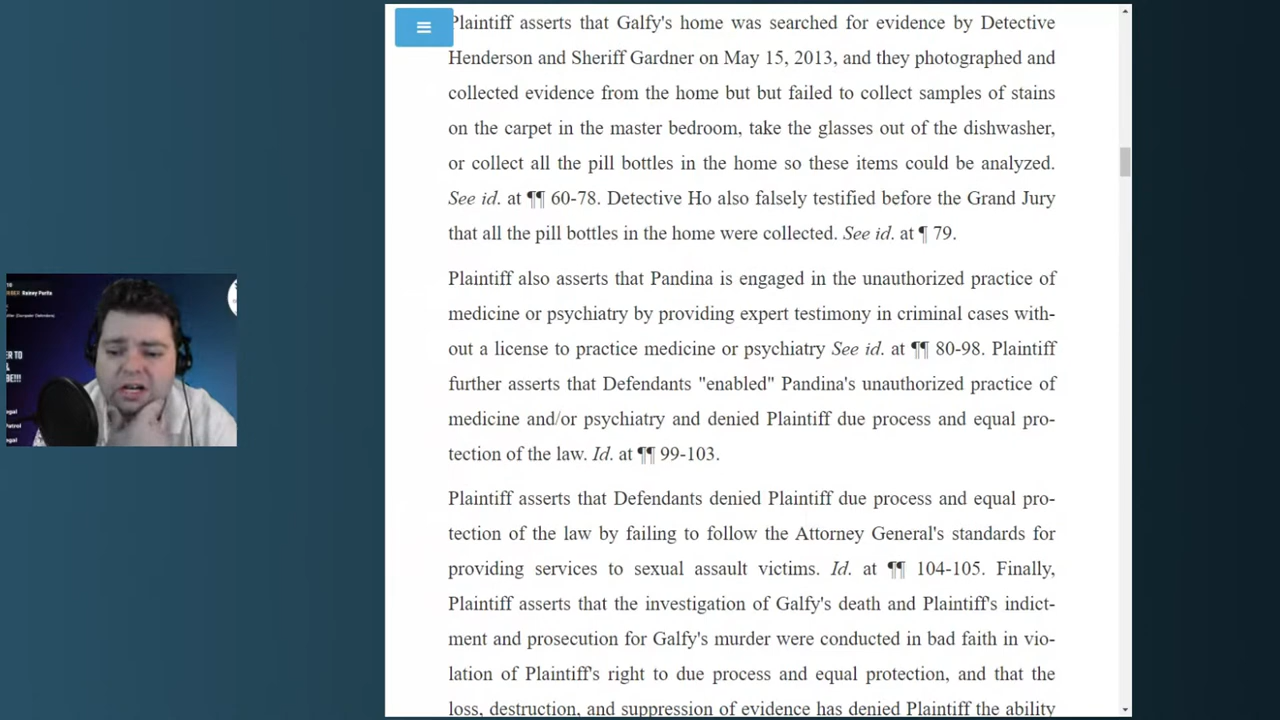 Plaintiff asserts that Galfy's home was searched for evidence by Detective
Henderson and Sheriff Gardner on May 15, 2013, and they photographed and
collected evidence from the home but but failed to collect samples of stains
on the carpet in the master bedroom, take the glasses out of the dishwasher,
or collect all the pill bottles in the home so these items could be analyzed.
See id. at ¶¶ 60-78. Detective Ho also falsely testified before the Grand Jury
that all the pill bottles in the home were collected. See id. at ¶ 79.
Plaintiff also asserts that Pandina is engaged in the unauthorized practice of
medicine or psychiatry by providing expert testimony in criminal cases with-
out a license to practice medicine or psychiatry See id. at ¶¶ 80-98. Plaintiff
further asserts that Defendants "enabled" Pandina's unauthorized practice of
medicine and/or psychiatry and denied Plaintiff due process and equal pro-
tection of the law. Id. at ¶¶ 99-103.
Plaintiff asserts that Defendants denied Plaintiff due process and equal pro-
tection of the law by failing to follow the Attorney General's standards for
providing services to sexual assault victims. Id. at ¶¶ 104-105. Finally,
Plaintiff asserts that the investigation of Galfy's death and Plaintiff's indict-
ment and prosecution for Galfy's murder were conducted in bad faith in vio-
lation of Plaintiff's right to due process and equal protection, and that the
loss, destruction, and suppression of evidence has denied Plaintiff the ability